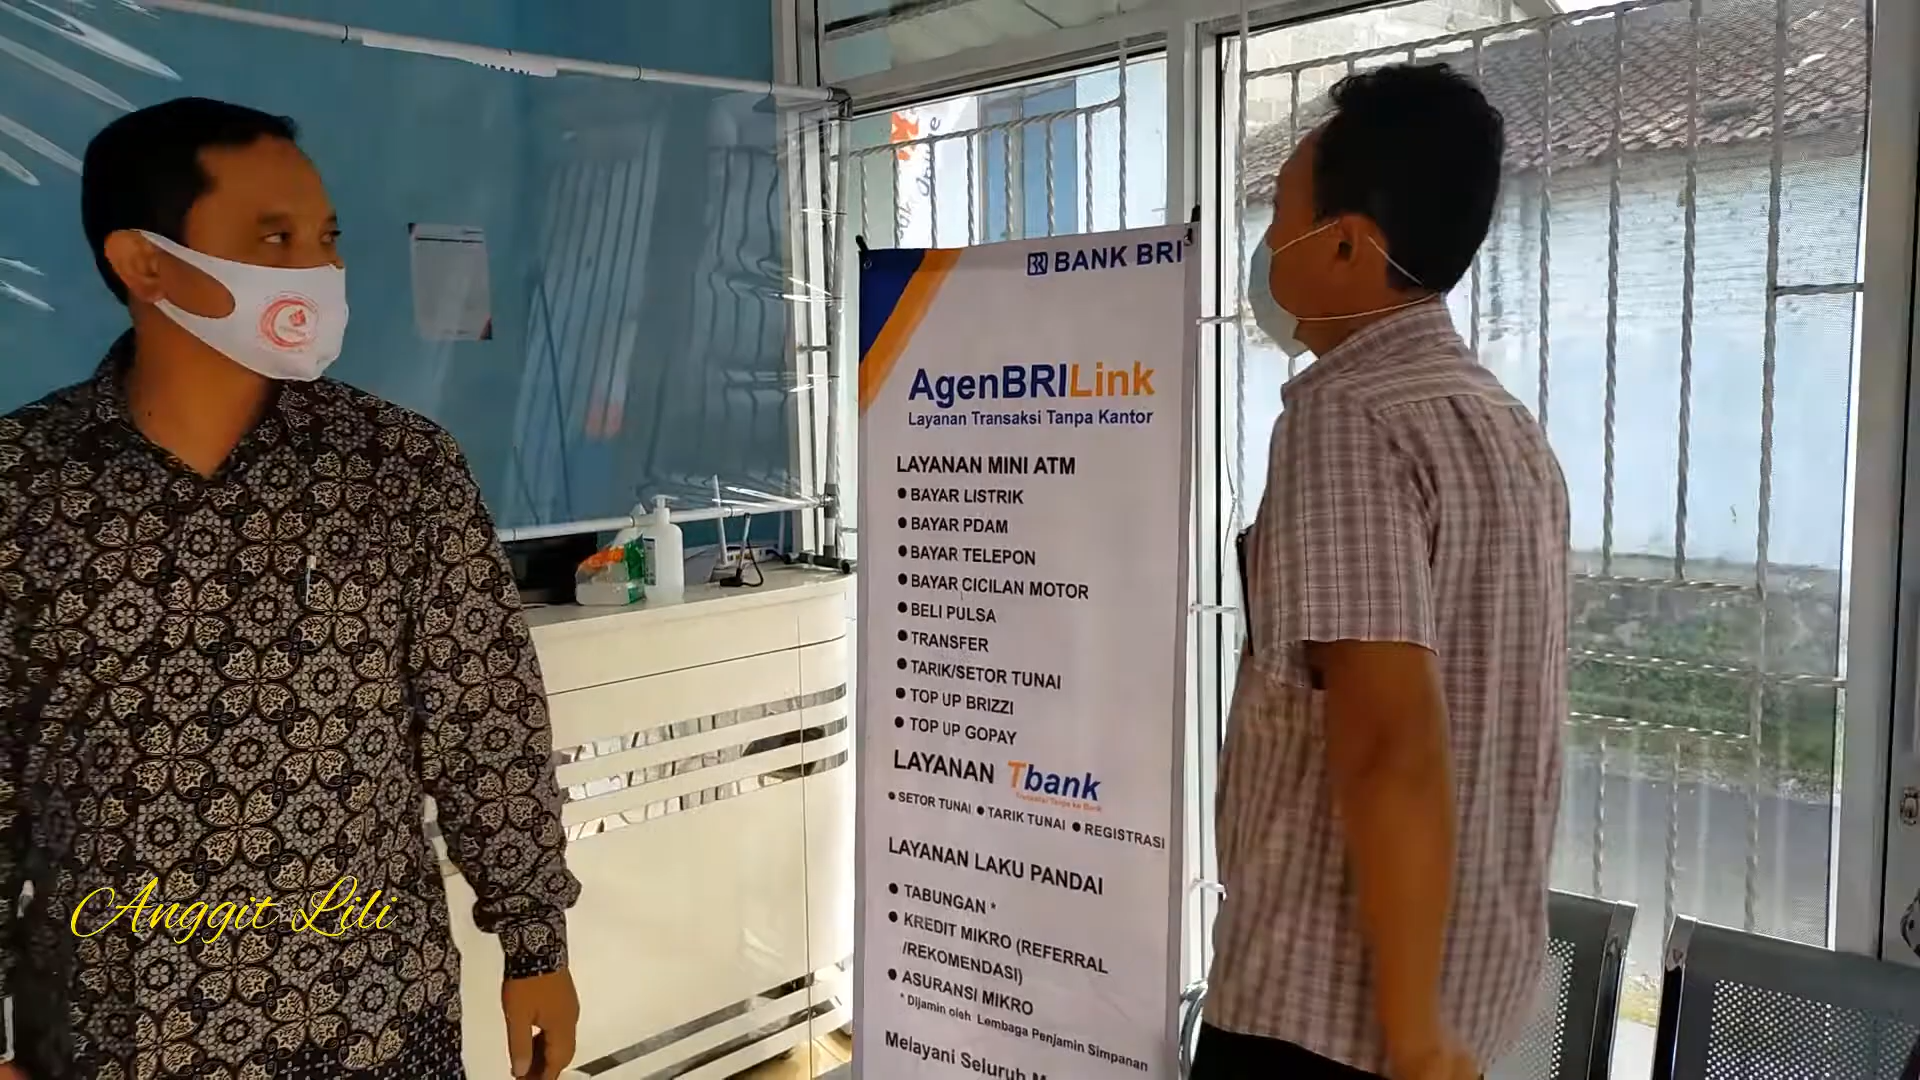 BANK BRI
AgenBRILink
Layanan Transaksi Tanpa Kantor
LAYANAN MINI ATM
● BAYAR LISTRIK
● BAYAR PDAM
● BAYAR TELEPON
● BAYAR CICILAN MOTOR
● BELI PULSA
● TRANSFER
● TARIK/SETOR TUNAI
● TOP UP BRIZZI
● TOP UP GOPAY
LAYANAN Tbank
● SETOR TUNAI ● TARIK TUNAI ● REGISTRASI
LAYANAN LAKU PANDAI
● TABUNGAN *
● KREDIT MIKRO (REFERRAL
/REKOMENDASI)
● ASURANSI MIKRO
* Dijamin oleh Lembaga Penjamin Simpanan
Melayani Seluruh
Anggit Lili